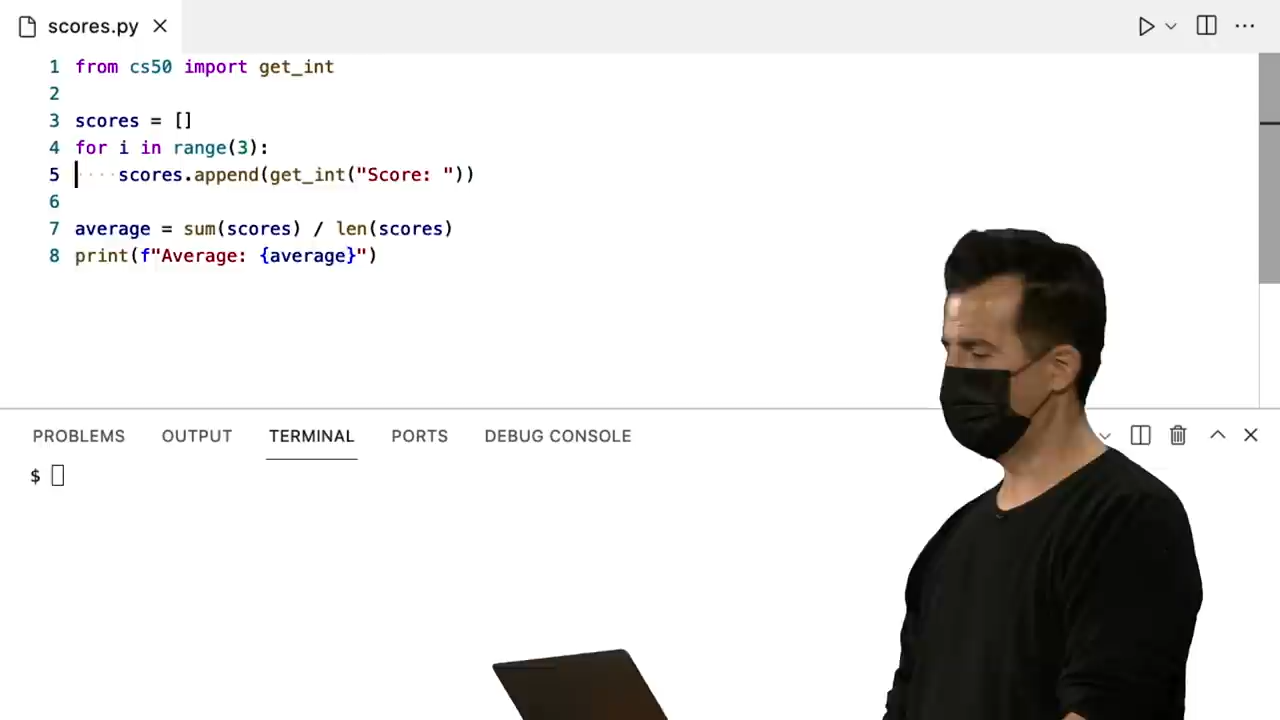 scores.py
1 from cs50 import get_int
2
3 scores = []
4 for i in range(3):
5     scores.append(get_int("Score: "))
6
7 average = sum(scores) / len(scores)
8 print(f"Average: {average}")
PROBLEMS OUTPUT TERMINAL PORTS DEBUG CONSOLE
$